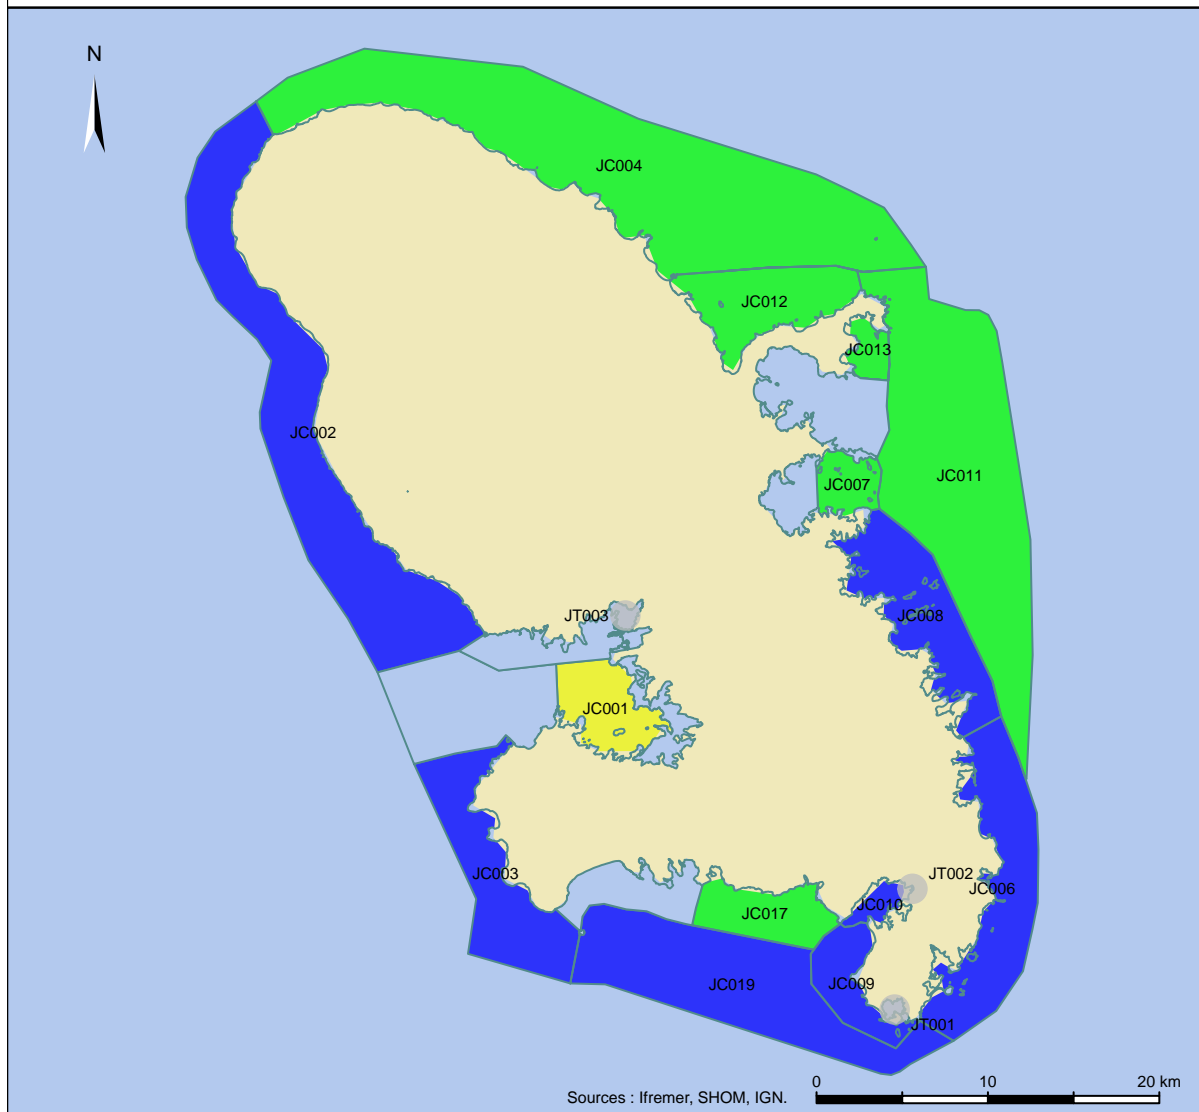 N
JC004
JC012
JC013
JC002
JC011
JC007
JT003
JC008
JC001
JC003
JT002
JC006
JC010
JC017
JC019
JC009
JT001
0 10 20 km
Sources : Ifremer, SHOM, IGN.